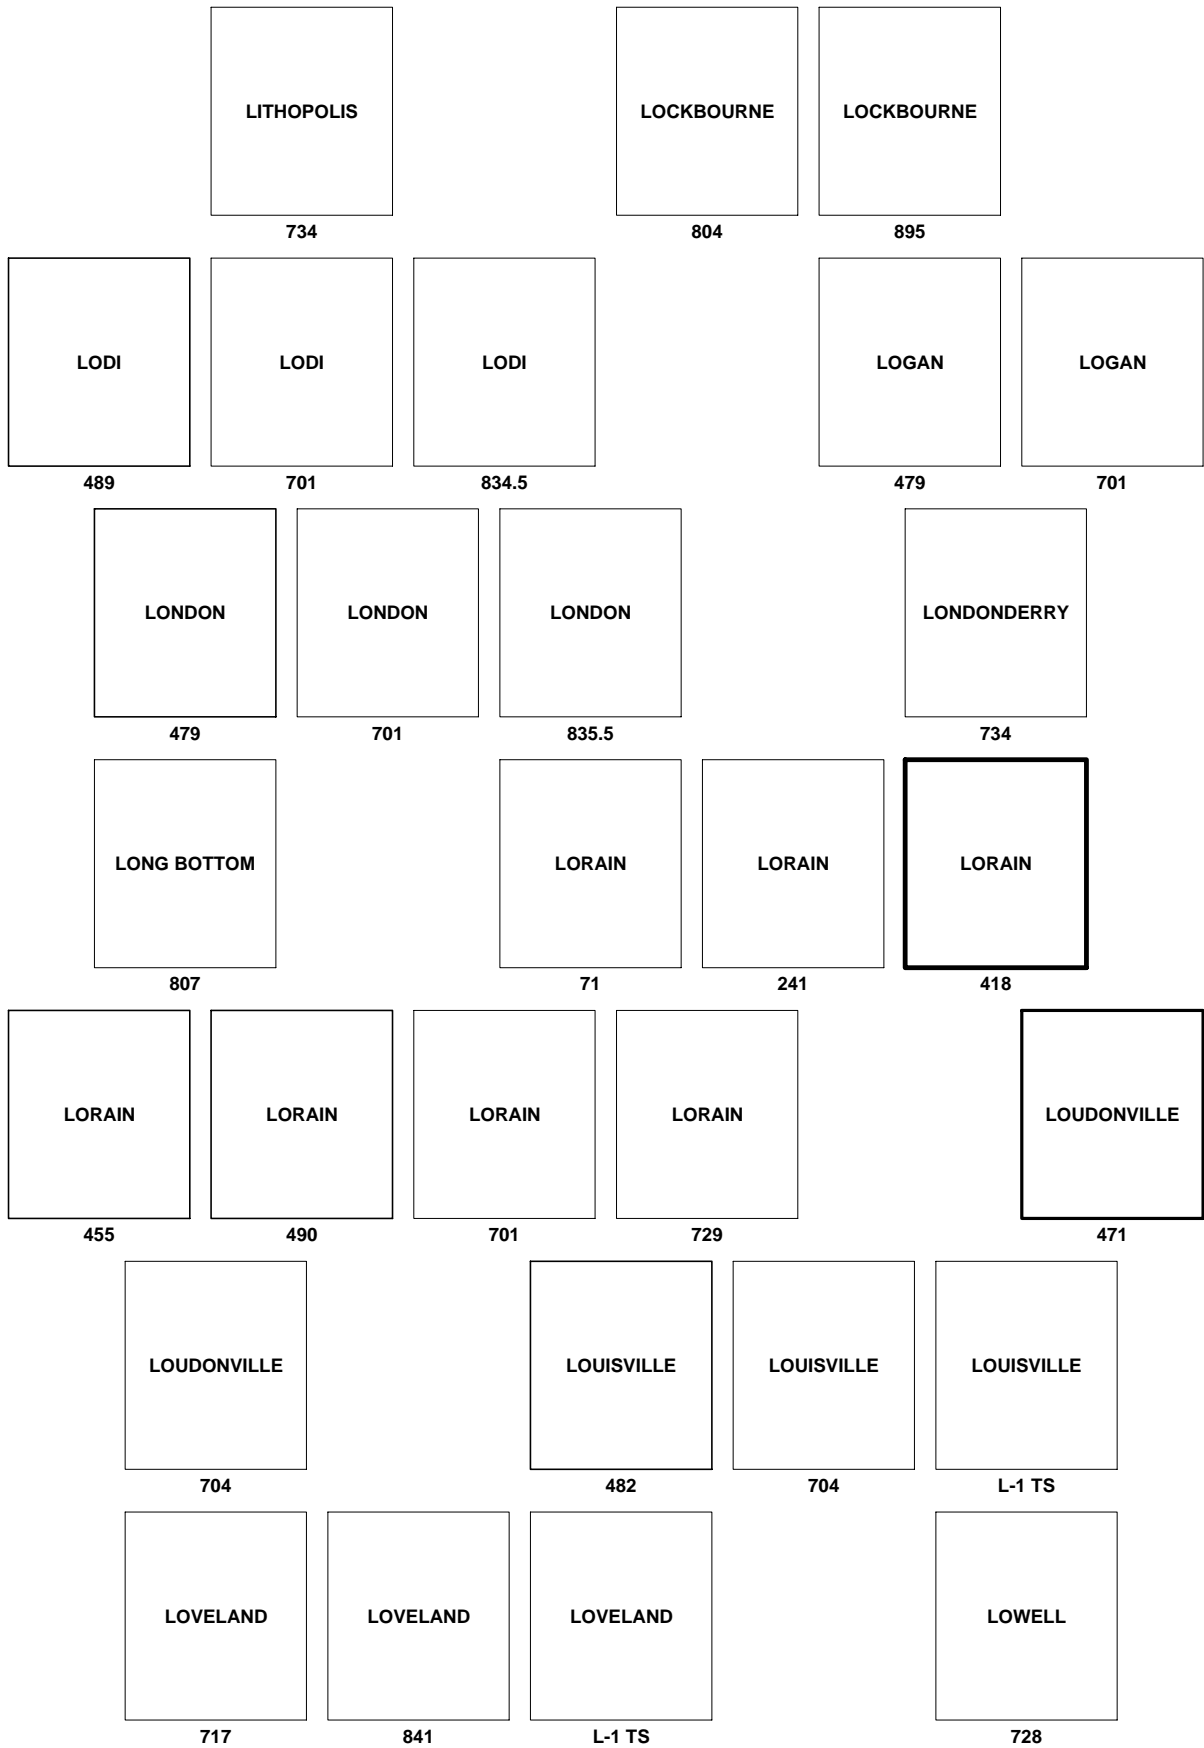 LITHOPOLIS LOCKBOURNE LOCKBOURNE
734 804 895
LODI LODI LODI LOGAN LOGAN
489 701 834.5 479 701
LONDON LONDON LONDON LONDONDERRY
479 701 835.5 734
LONG BOTTOM LORAIN LORAIN LORAIN
807 71 241 418
LORAIN LORAIN LORAIN LORAIN LOUDONVILLE
455 490 701 729 471
LOUDONVILLE LOUISVILLE LOUISVILLE LOUISVILLE
704 482 704 L-1 TS
LOVELAND LOVELAND LOVELAND LOWELL
717 841 L-1 TS 728